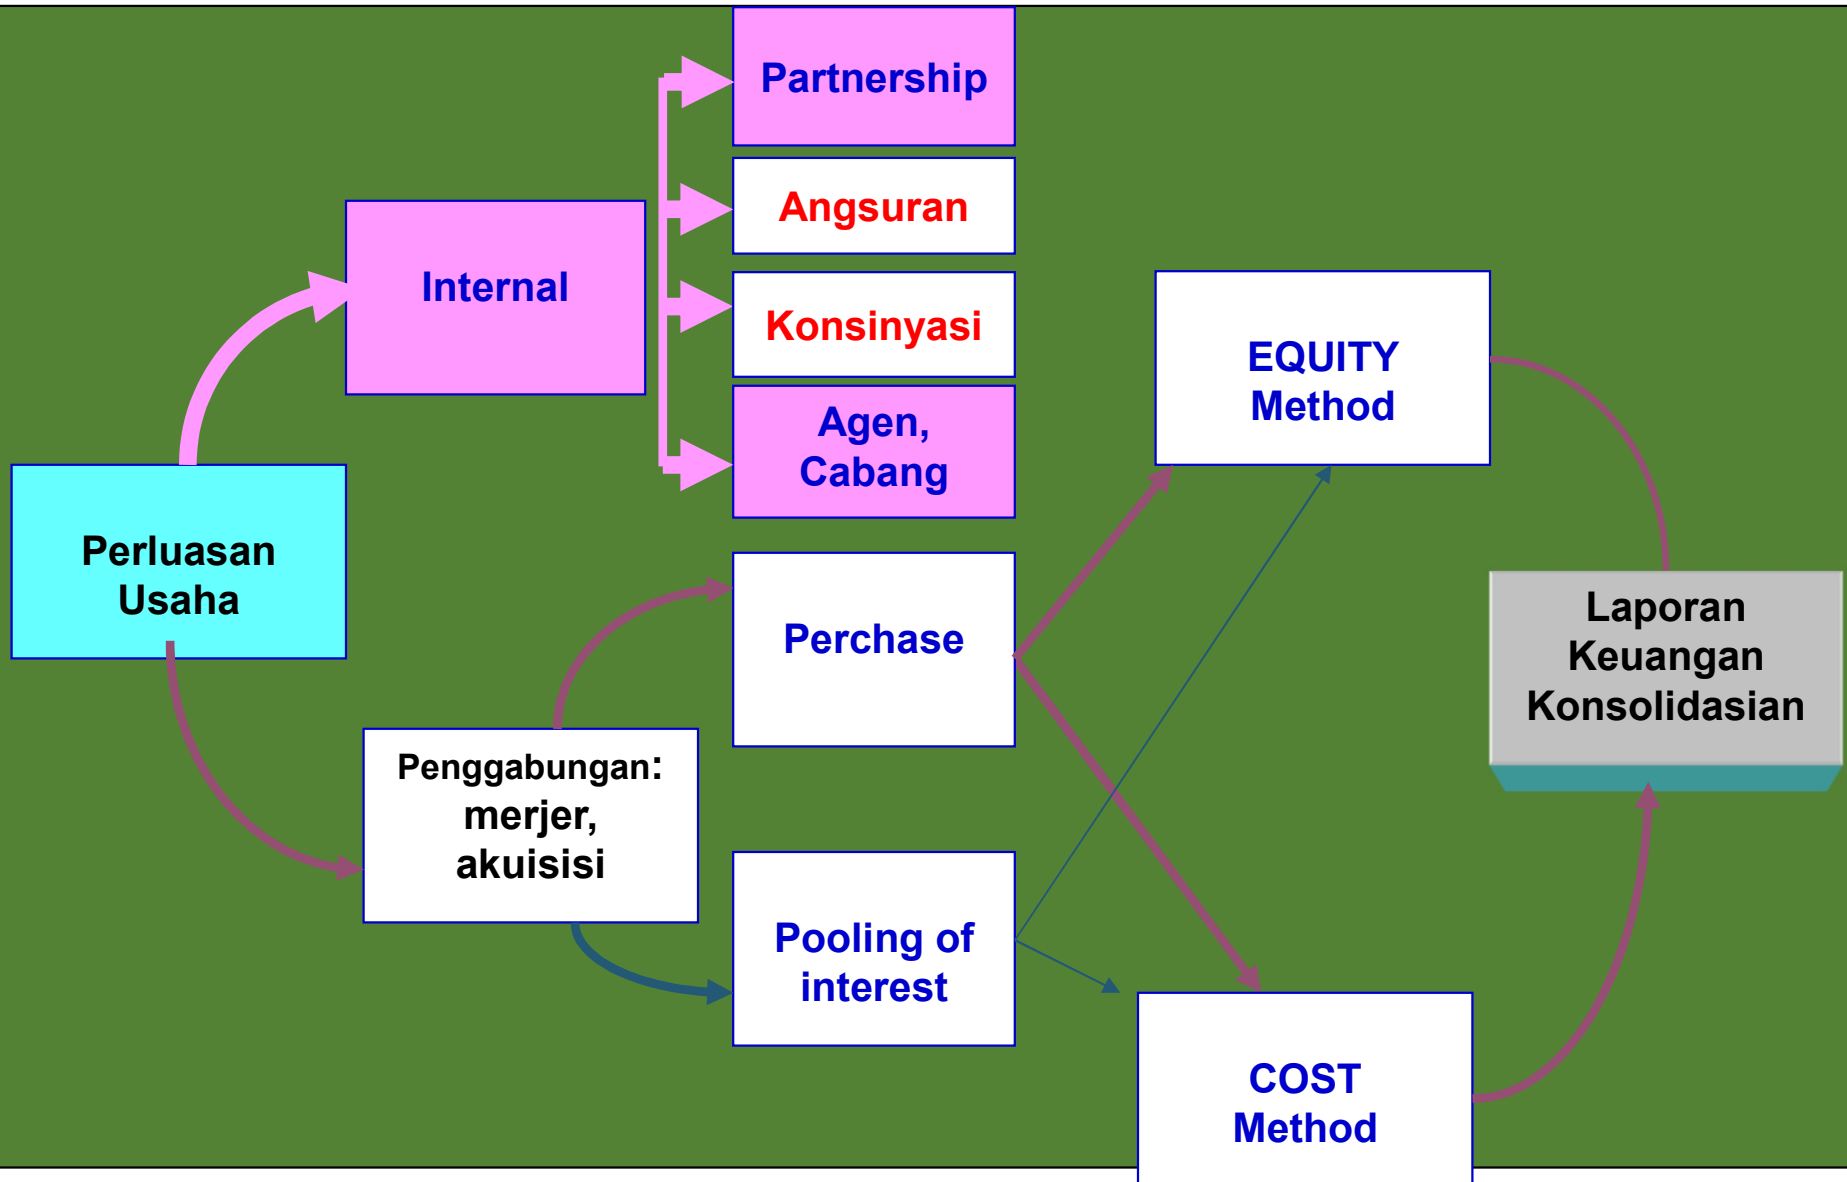 Partnership
Angsuran
Internal
Konsinyasi
EQUITY
Method
Agen,
Cabang
Perluasan
Usaha
Perchase
Laporan
Keuangan
Konsolidasian
Penggabungan:
merjer,
akuisisi
Pooling of
interest
COST
Method